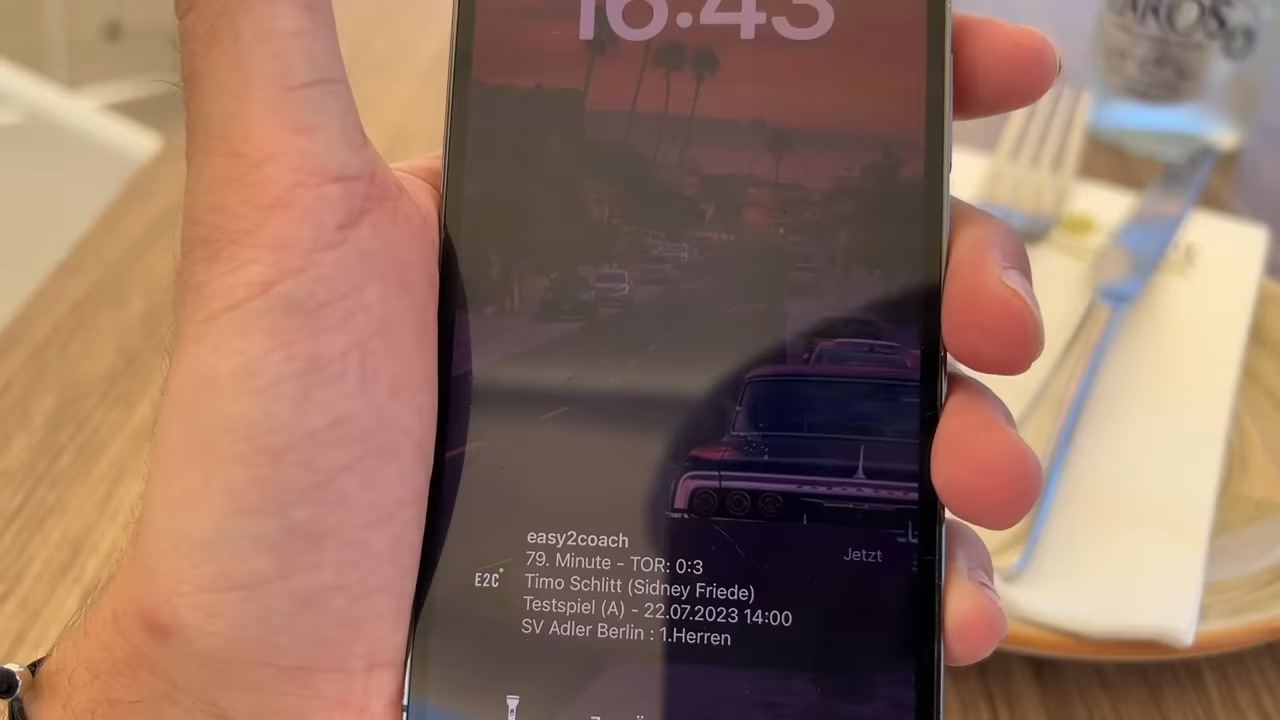 16:43
easy2coach
Jetzt
79. Minute - TOR: 0:3
E2C
Timo Schlitt (Sidney Friede)
Testspiel (A) - 22.07.2023 14:00
SV Adler Berlin : 1.Herren